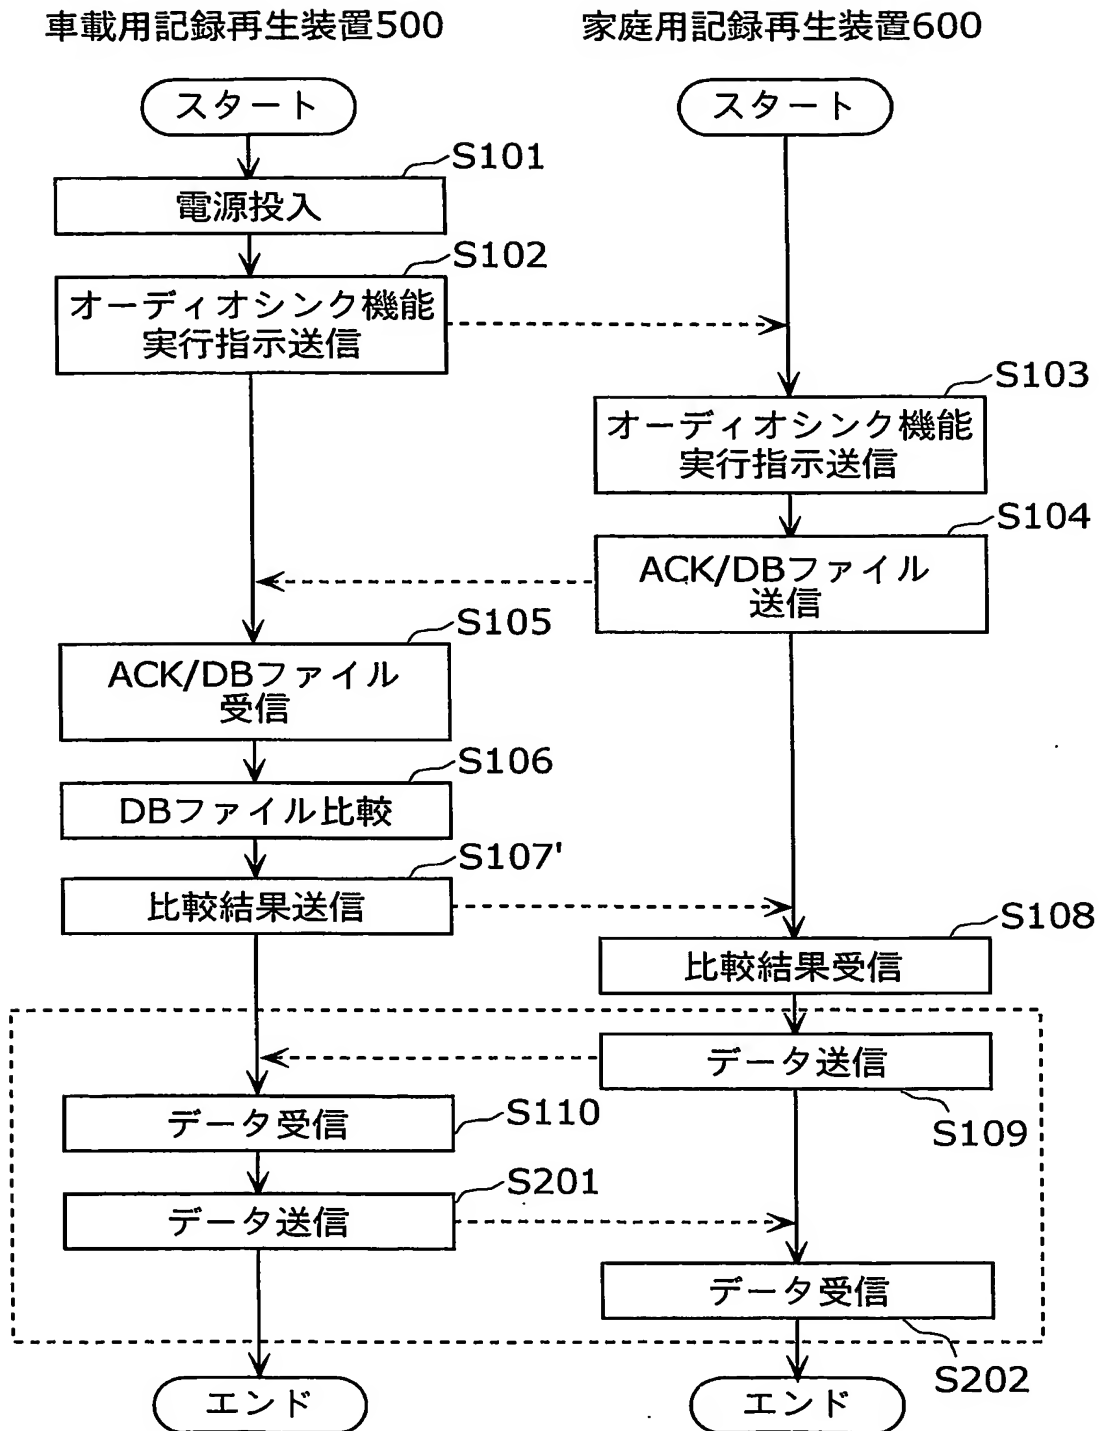 車載用記録再生装置500
家庭用記録再生装置600
スタート
スタート
S101
電源投入
S102
オーディオシンク機能
実行指示送信
S103
オーディオシンク機能
実行指示送信
S104
ACK/DBファイル
送信
S105
ACK/DBファイル
受信
S106
DBファイル比較
S107'
比較結果送信
S108
比較結果受信
データ送信
S109
データ受信
S110
S201
データ送信
データ受信
S202
エンド
エンド